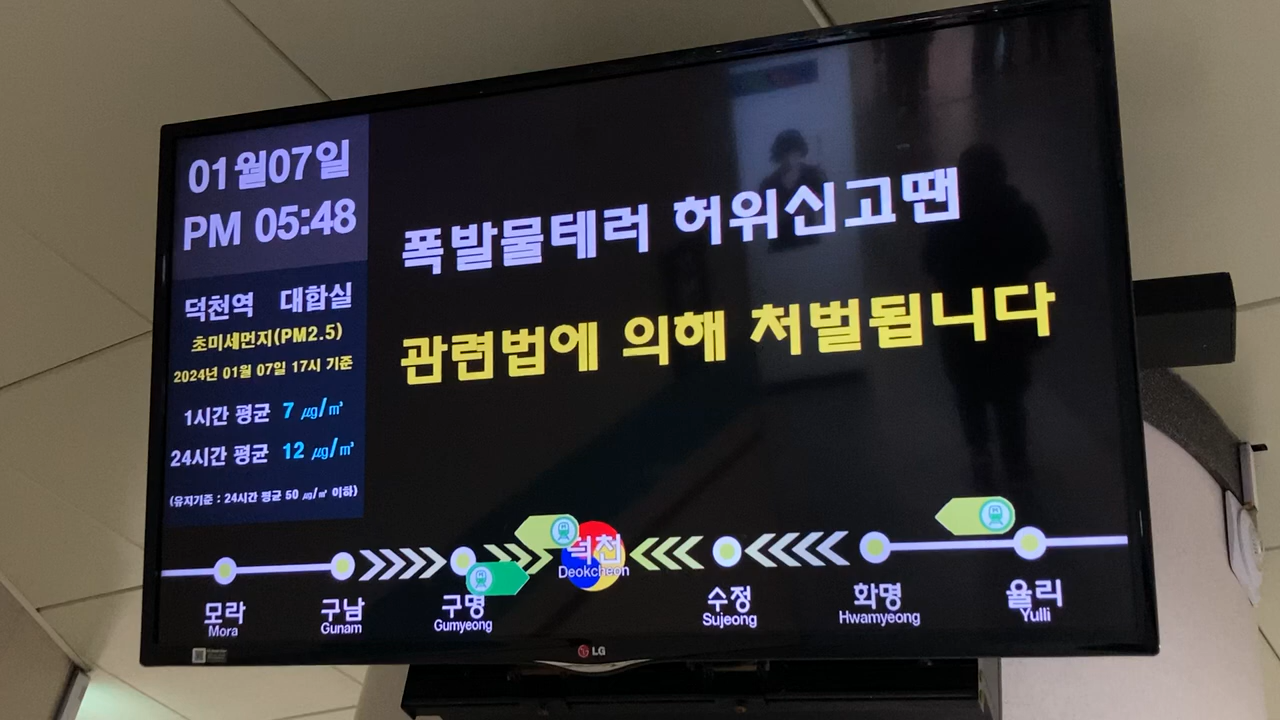 01월07일
PM 05:48
덕천역 대합실
초미세먼지(PM2.5)
2024년 01월 07일 17시 기준
1시간 평균 7 ㎍/㎥
24시간 평균 12 ㎍/㎥
(유지기준 : 24시간 평균 50 ㎍/㎥ 이하)
폭발물테러 허위신고땐
관련법에 의해 처벌됩니다
모라
Mora
구남
Gunam
구명
Gumyeong
덕천
Deokcheon
수정
Sujeong
화명
Hwamyeong
율리
Yulli
LG